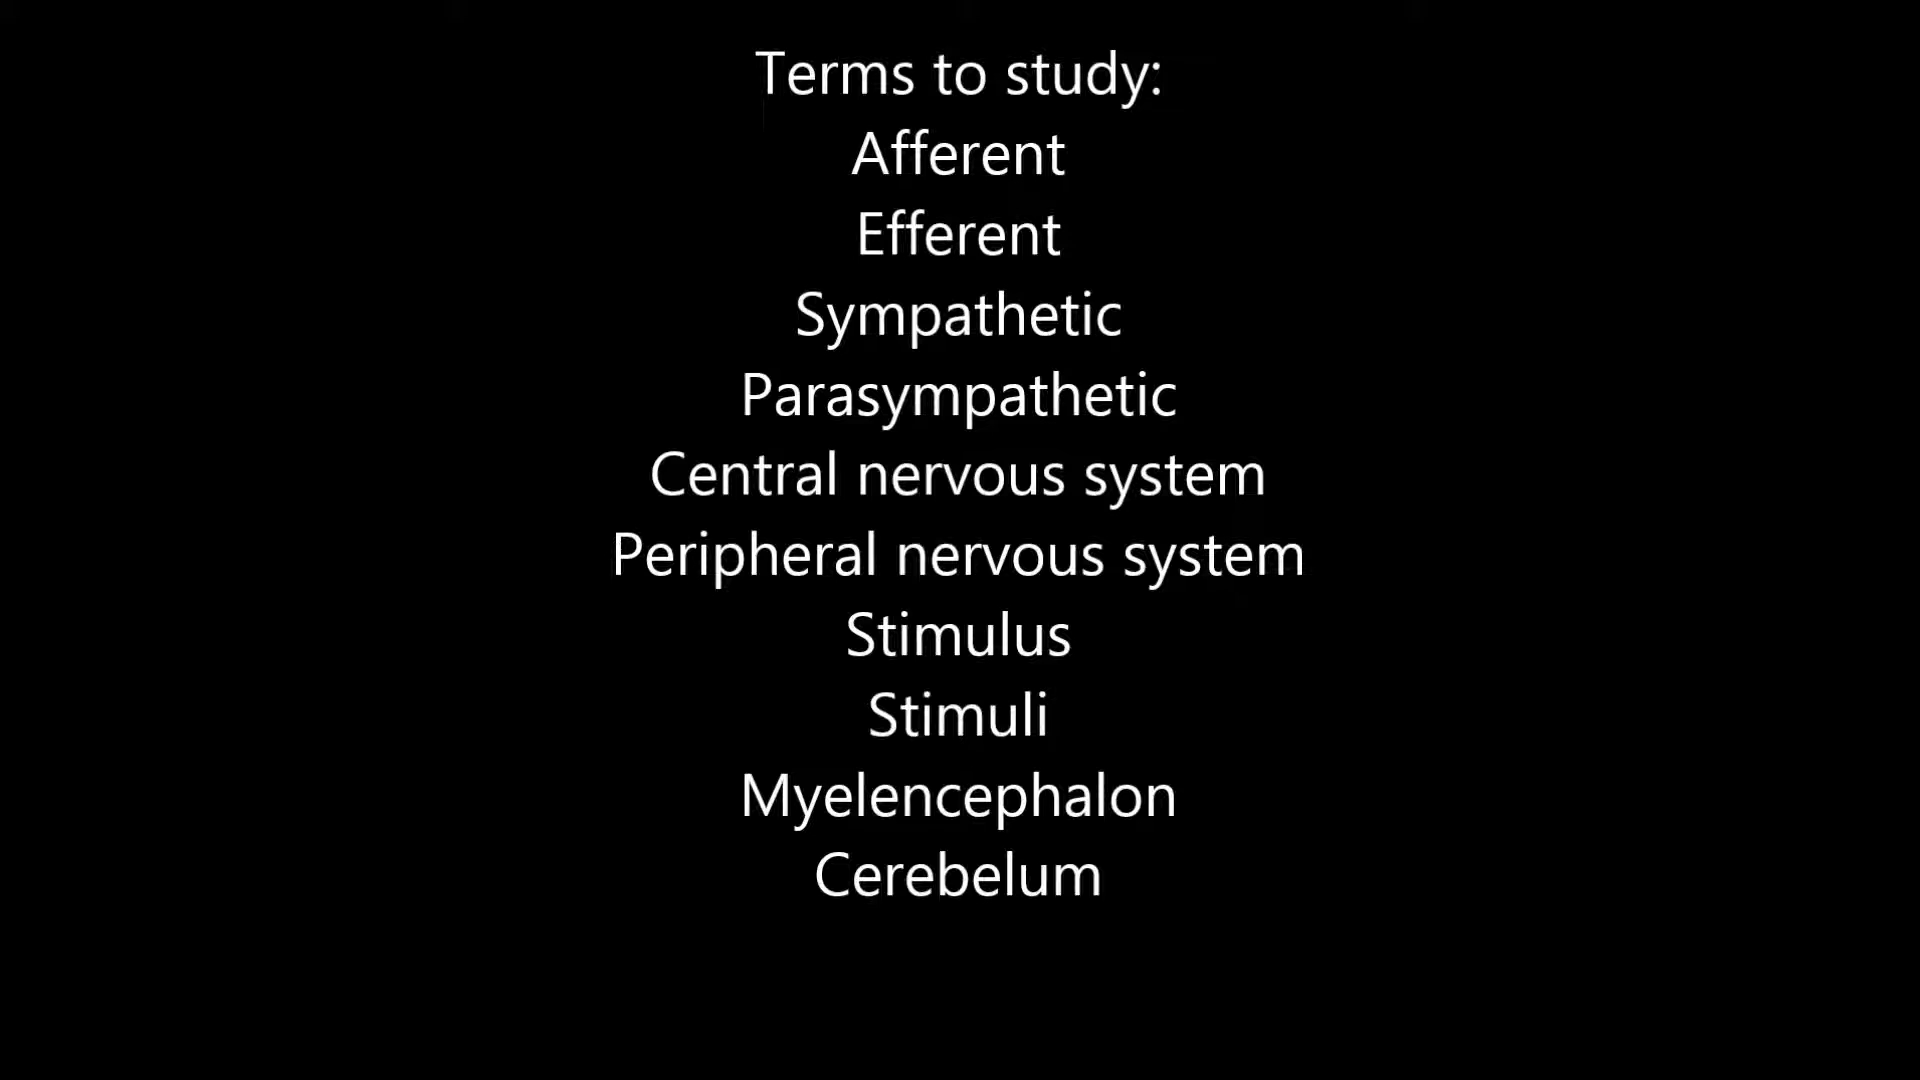 Terms to study:
Afferent
Efferent
Sympathetic
Parasympathetic
Central nervous system
Peripheral nervous system
Stimulus
Stimuli
Myelencephalon
Cerebelum